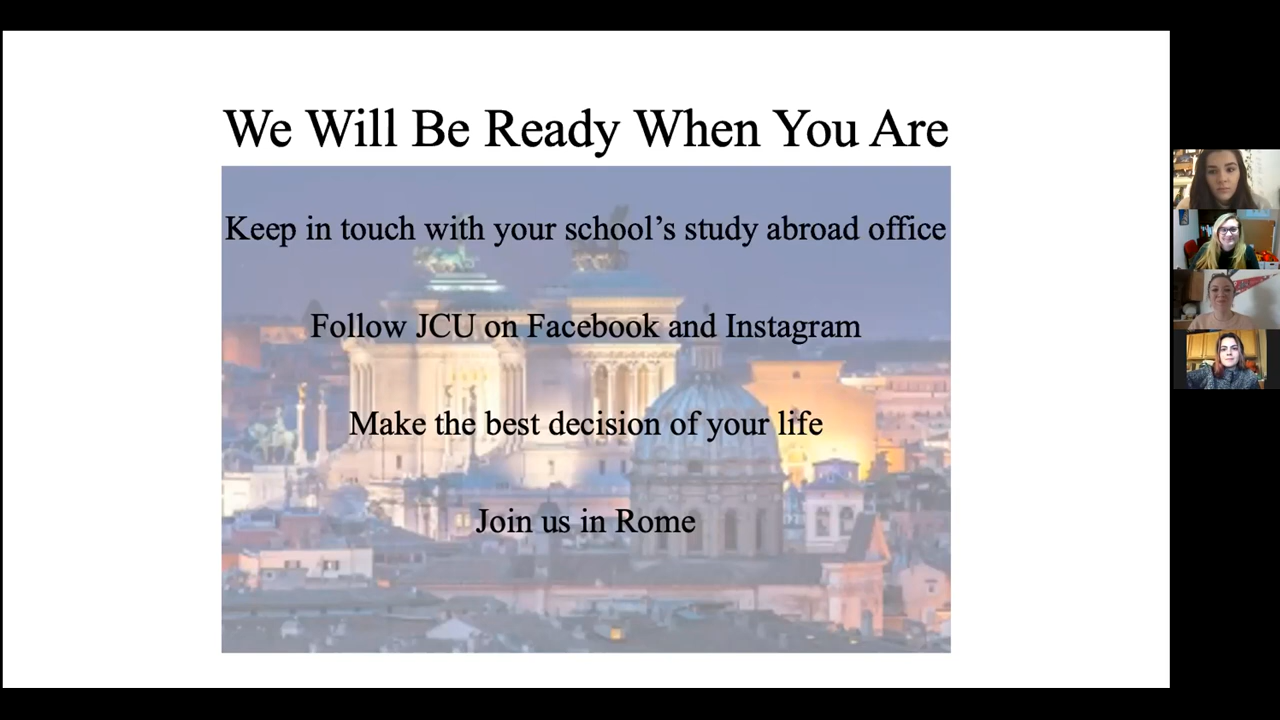 We Will Be Ready When You Are
Keep in touch with your school's study abroad office
Follow JCU on Facebook and Instagram
Make the best decision of your life
Join us in Rome